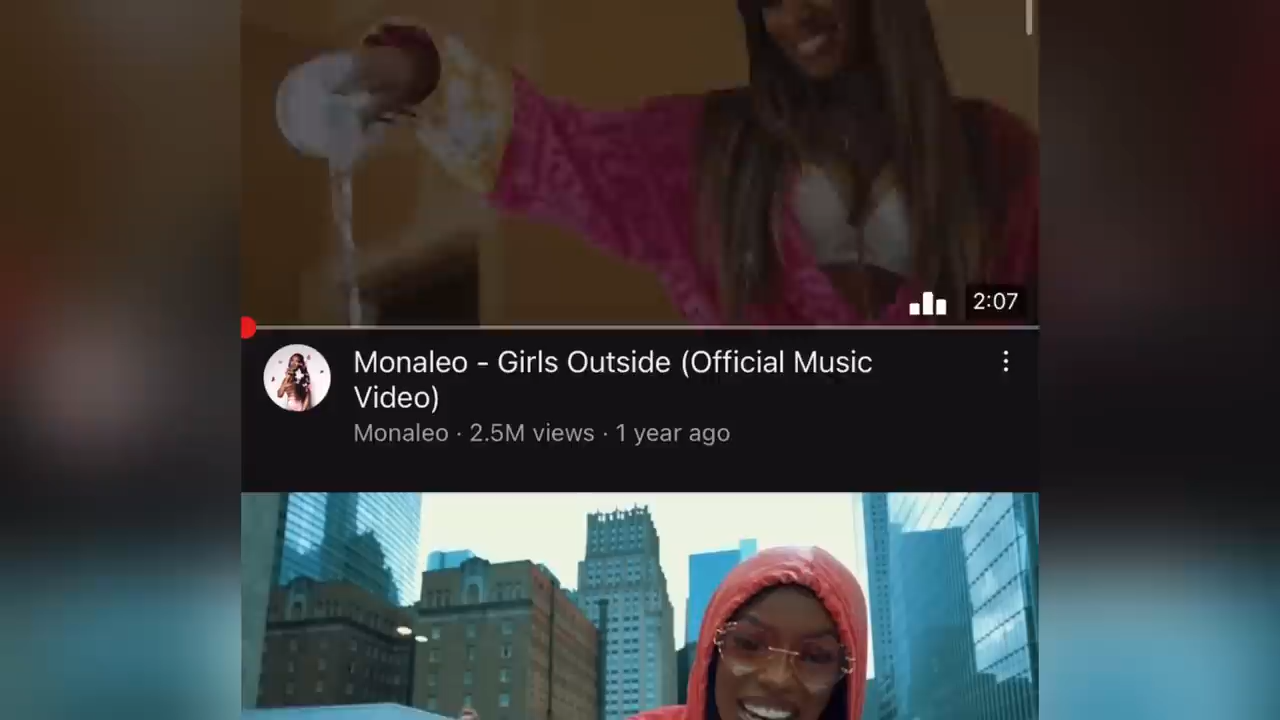 2:07
Monaleo - Girls Outside (Official Music
Video)
Monaleo · 2.5M views · 1 year ago